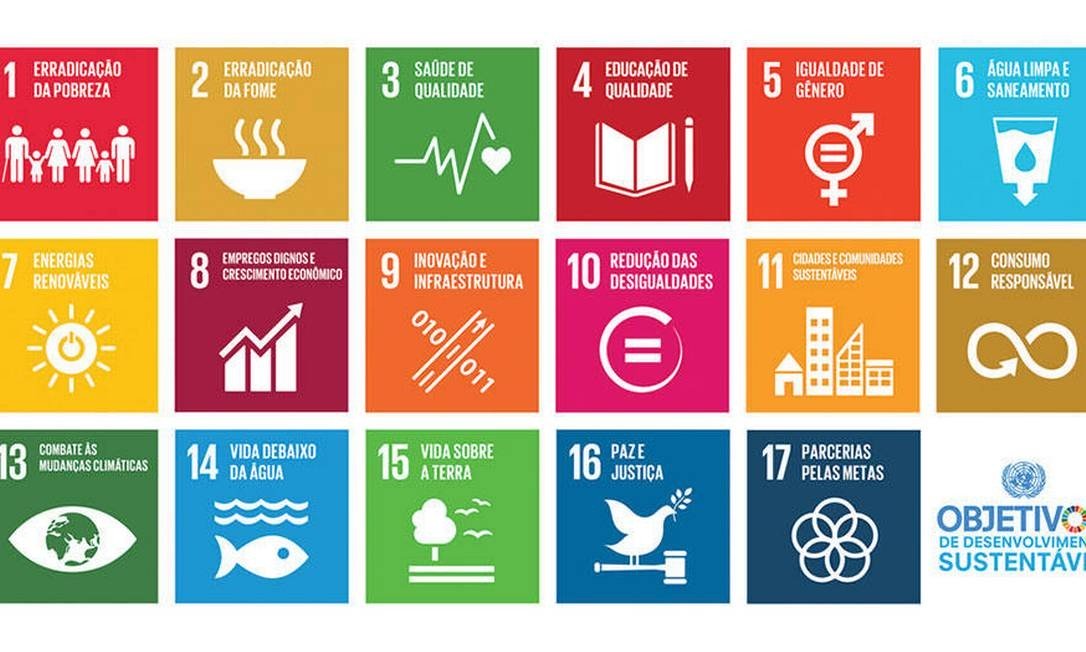 1 ERRADICAÇÃO
DA POBREZA
2 ERRADICAÇÃO
DA FOME
3 SAÚDE DE
QUALIDADE
4 EDUCAÇÃO DE
QUALIDADE
5 IGUALDADE DE
GÊNERO
6 ÁGUA LIMPA E
SANEAMENTO
7 ENERGIAS
RENOVÁVEIS
8 EMPREGOS DIGNOS E
CRESCIMENTO ECONÔMICO
9 INOVAÇÃO E
INFRAESTRUTURA
010
011
10 REDUÇÃO DAS
DESIGUALDADES
11 CIDADES E COMUNIDADES
SUSTENTÁVEIS
12 CONSUMO
RESPONSÁVEL
13 COMBATE ÀS
MUDANÇAS CLIMÁTICAS
14 VIDA DEBAIXO
DA ÁGUA
15 VIDA SOBRE
A TERRA
16 PAZ E
JUSTIÇA
17 PARCERIAS
PELAS METAS
OBJETIVO
DE DESENVOLVIMEN
SUSTENTÁV